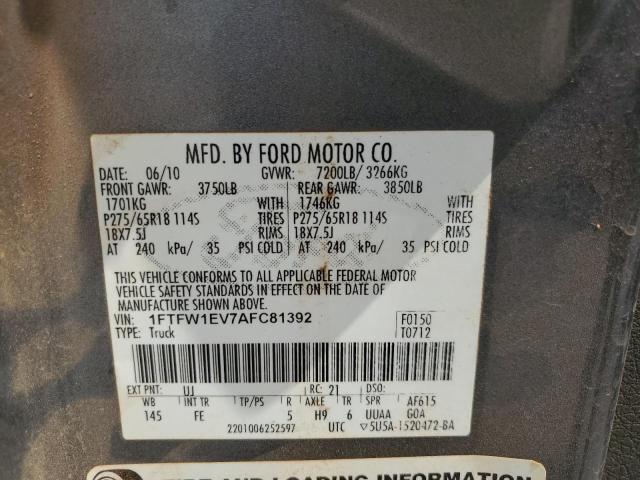 MFD. BY FORD MOTOR CO.
DATE: 06/10 GVWR: 7200LB/ 3266KG
FRONT GAWR: 3750LB REAR GAWR: 3850LB
1701KG WITH 1746KG WITH
P275/65R18 114S TIRES P275/65R18 114S TIRES
18X7.5J RIMS 18X7.5J RIMS
AT 240 kPa/ 35 PSI COLD AT 240 kPa/ 35 PSI COLD
THIS VEHICLE CONFORMS TO ALL APPLICABLE FEDERAL MOTOR
VEHICLE SAFETY STANDARDS IN EFFECT ON THE DATE OF
MANUFACTURE SHOWN ABOVE.
VIN: 1FTFW1EV7AFC81392 F0150
TYPE: Truck T0712
EXT PNT: UJ RC: 21 DSO:
WB INT TR TP/PS R AXLE TR SPR AF615
145 FE 5 H9 6 UUAA GOA
2201006252597 UTC ▽5U5A-1520472-BA
TIRE AND LOADING INFORMATION